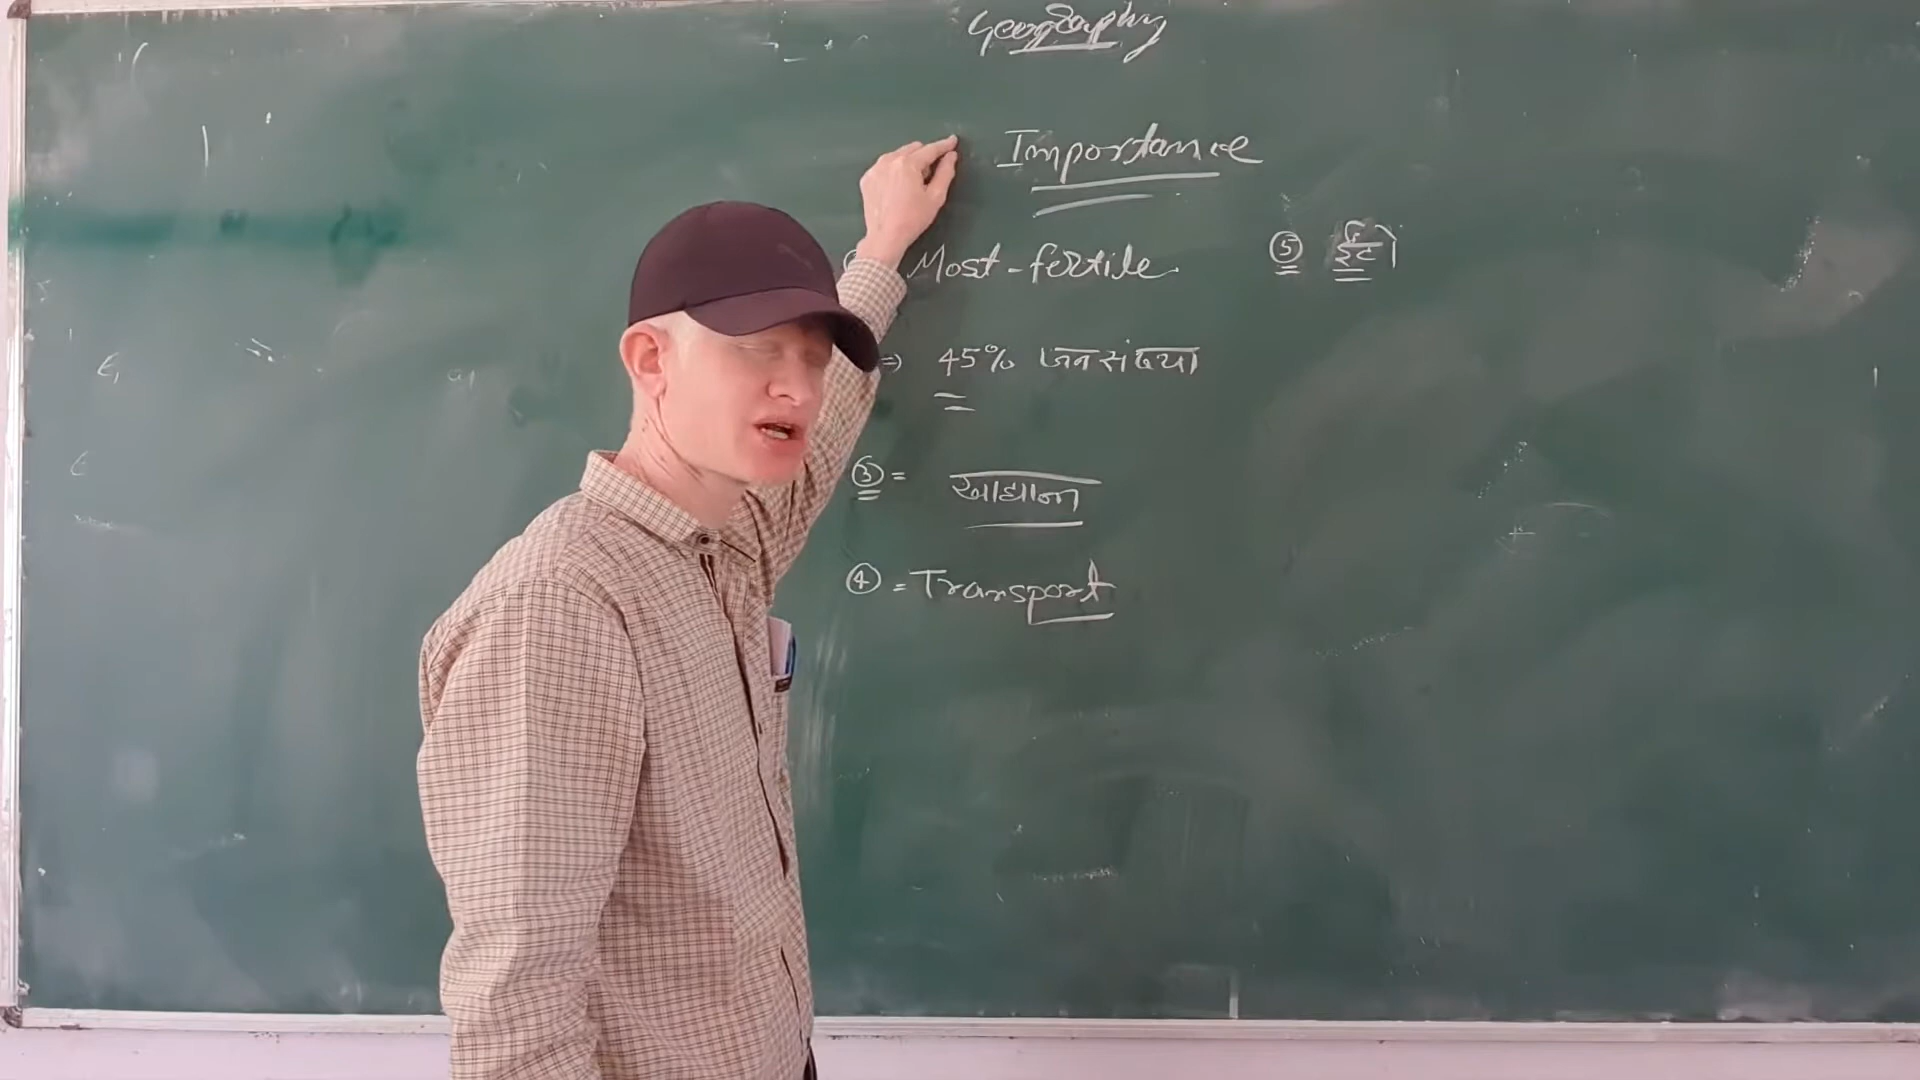 Geography
Importance
Most-fertile
⇒ 45% जनसंख्या
③ = खाद्यान्न
④ = Transport
⑤ ईंटो